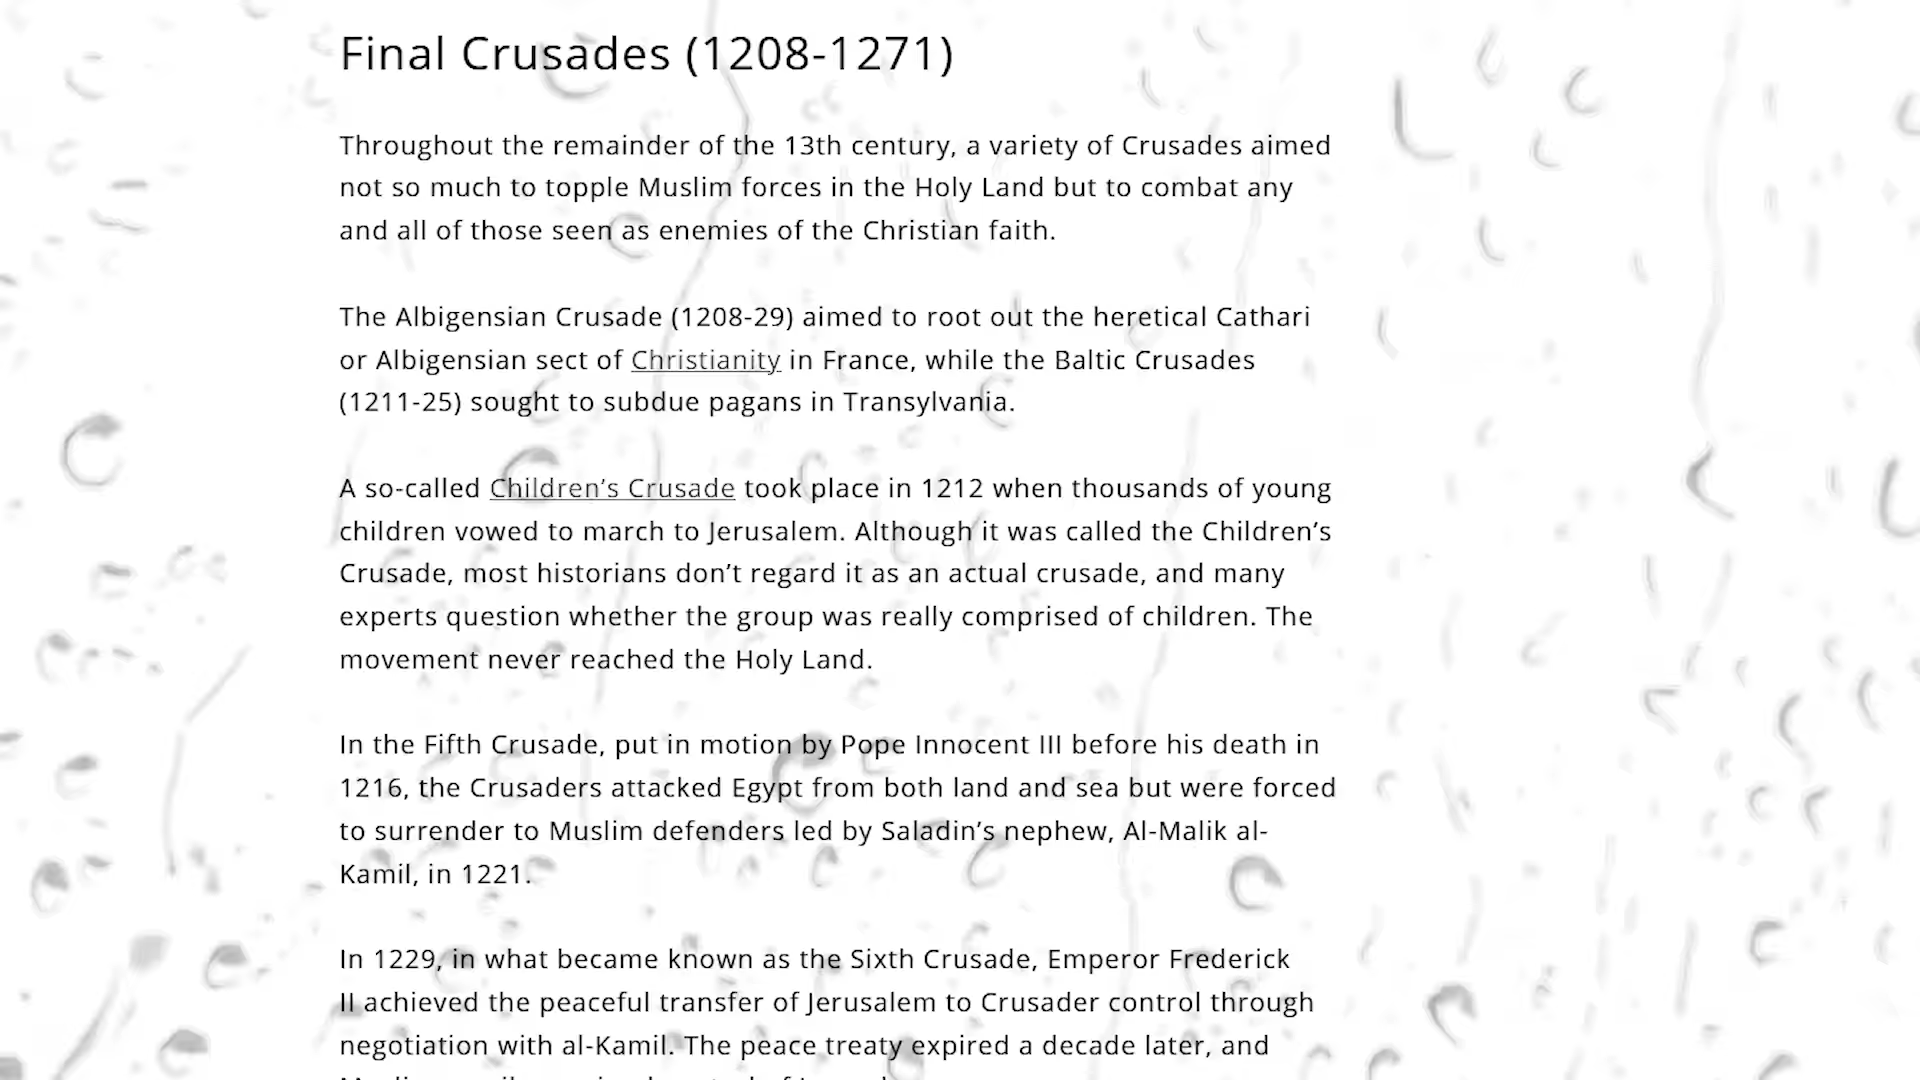 Final Crusades (1208-1271)
Throughout the remainder of the 13th century, a variety of Crusades aimed
not so much to topple Muslim forces in the Holy Land but to combat any
and all of those seen as enemies of the Christian faith.
The Albigensian Crusade (1208-29) aimed to root out the heretical Cathari
or Albigensian sect of Christianity in France, while the Baltic Crusades
(1211-25) sought to subdue pagans in Transylvania.
A so-called Children’s Crusade took place in 1212 when thousands of young
children vowed to march to Jerusalem. Although it was called the Children’s
Crusade, most historians don’t regard it as an actual crusade, and many
experts question whether the group was really comprised of children. The
movement never reached the Holy Land.
In the Fifth Crusade, put in motion by Pope Innocent III before his death in
1216, the Crusaders attacked Egypt from both land and sea but were forced
to surrender to Muslim defenders led by Saladin’s nephew, Al-Malik al-
Kamil, in 1221.
In 1229, in what became known as the Sixth Crusade, Emperor Frederick
II achieved the peaceful transfer of Jerusalem to Crusader control through
negotiation with al-Kamil. The peace treaty expired a decade later, and